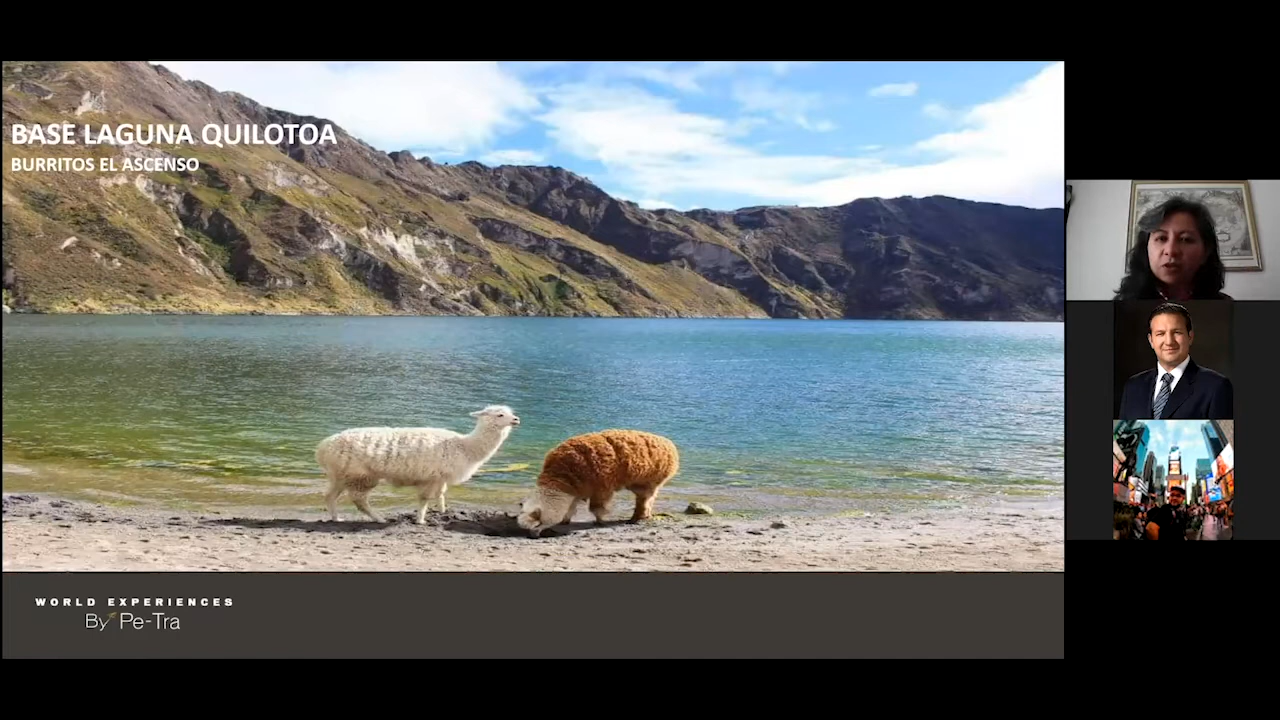 BASE LAGUNA QUILOTOA
BURRITOS EL ASCENSO
WORLD EXPERIENCES
By Pe-Tra